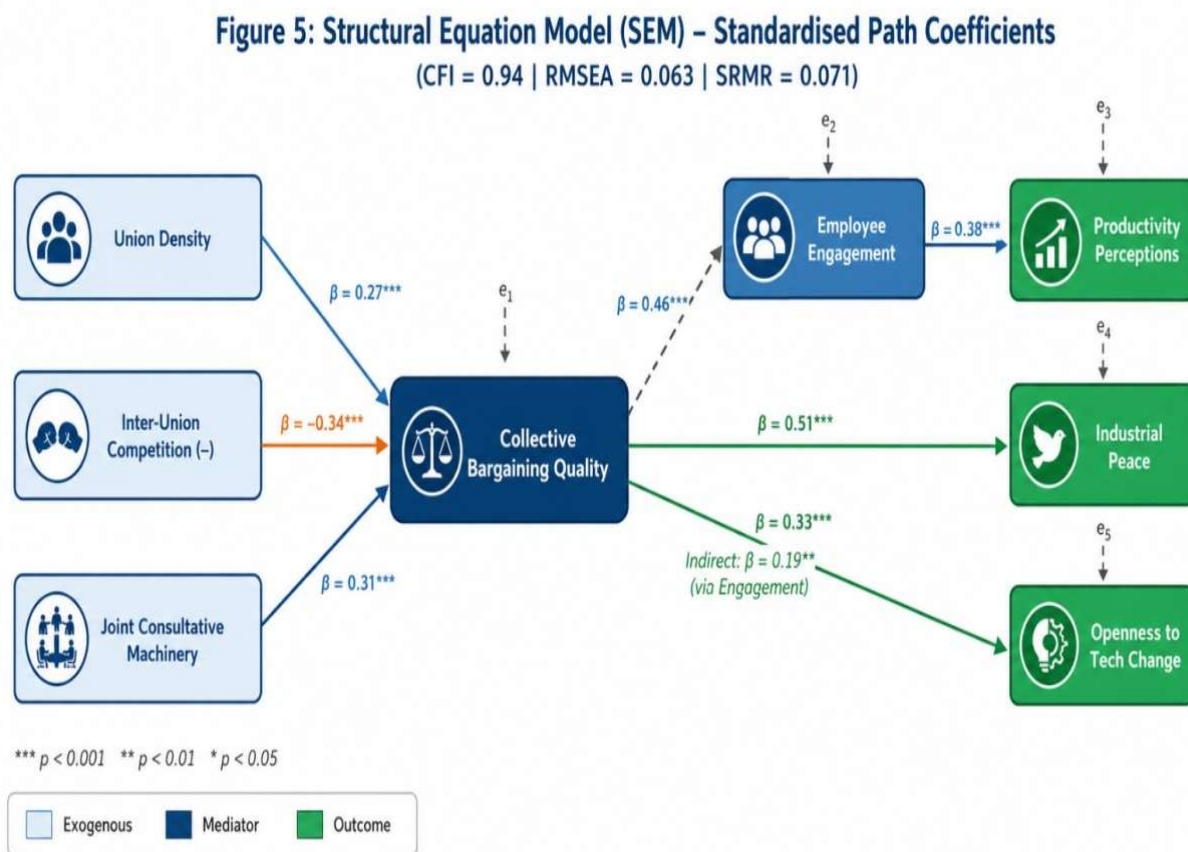 Figure 5: Structural Equation Model (SEM) – Standardised Path Coefficients
(CFI = 0.94 | RMSEA = 0.063 | SRMR = 0.071)
e3
e2
Union Density
Employee
Engagement
β = 0.38***
Productivity
Perceptions
β = 0.27***
e1
β = 0.46***
e4
Inter-Union
Competition (–)
β = –0.34***
Collective
Bargaining Quality
β = 0.51***
Industrial
Peace
β = 0.33***
e5
Indirect: β = 0.19**
(via Engagement)
β = 0.31***
Joint Consultative
Machinery
Openness to
Tech Change
*** p < 0.001 ** p < 0.01 * p < 0.05
Exogenous Mediator Outcome